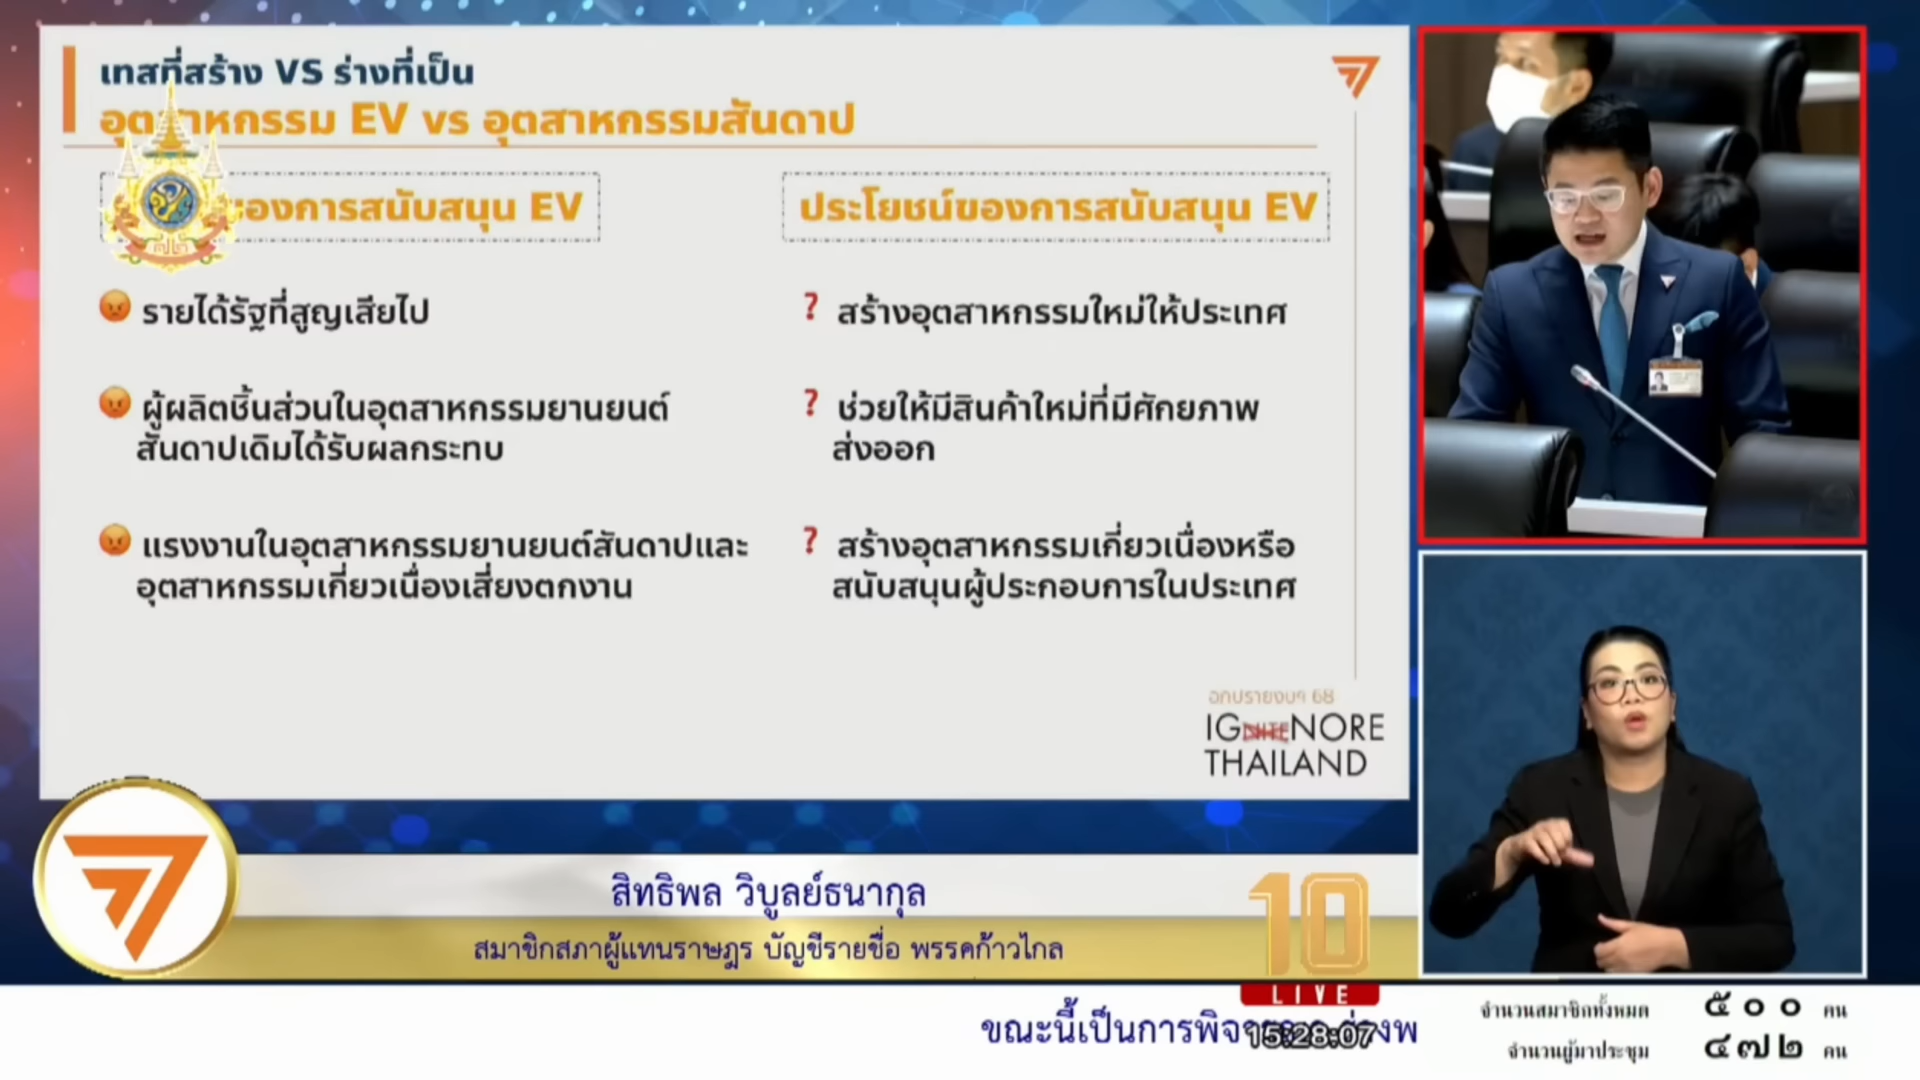 เทสที่สร้าง VS ร่างที่เป็น
อุตสาหกรรม EV vs อุตสาหกรรมสันดาป
ของการสนับสนุน EV
รายได้รัฐที่สูญเสียไป
ผู้ผลิตชิ้นส่วนในอุตสาหกรรมยานยนต์
สันดาปเดิมได้รับผลกระทบ
แรงงานในอุตสาหกรรมยานยนต์สันดาปและ
อุตสาหกรรมเกี่ยวเนื่องเสี่ยงตกงาน
ประโยชน์ของการสนับสนุน EV
? สร้างอุตสาหกรรมใหม่ให้ประเทศ
? ช่วยให้มีสินค้าใหม่ที่มีศักยภาพ
ส่งออก
? สร้างอุตสาหกรรมเกี่ยวเนื่องหรือ
สนับสนุนผู้ประกอบการในประเทศ
อภิปรายงบฯ 68
IGNITENORE
THAILAND
สิทธิพล วิบูลย์ธนากุล
สมาชิกสภาผู้แทนราษฎร บัญชีรายชื่อ พรรคก้าวไกล
10
LIVE
15:28:07
ขณะนี้เป็นการพิจ
จำนวนสมาชิกทั้งหมด ๕๐๐ คน
จำนวนผู้มาประชุม ๔๗๒ คน